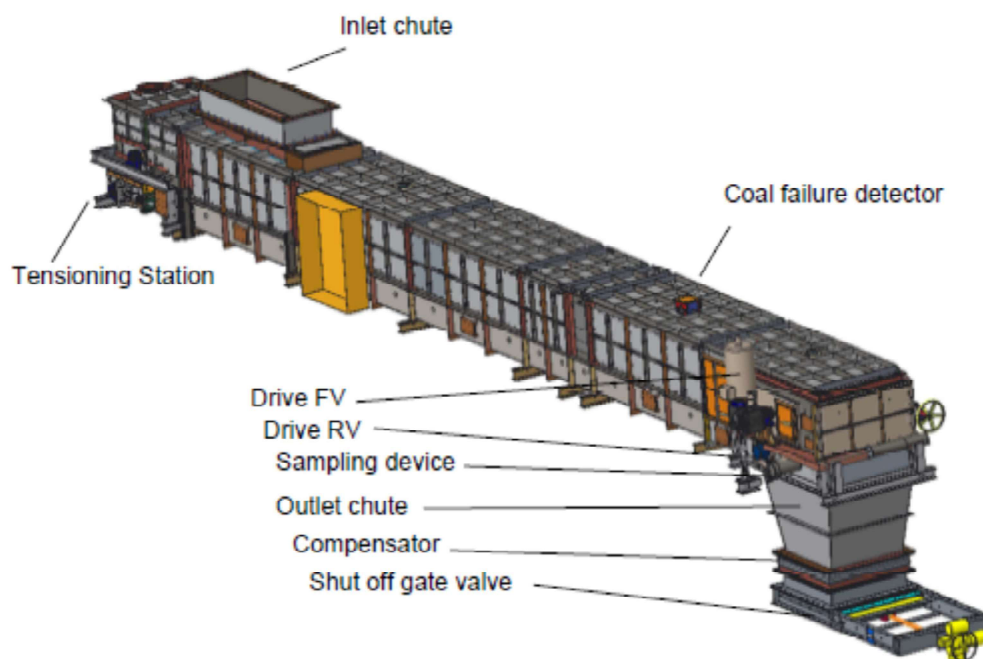 Inlet chute
Coal failure detector
Tensioning Station
Drive FV
Drive RV
Sampling device
Outlet chute
Compensator
Shut off gate valve